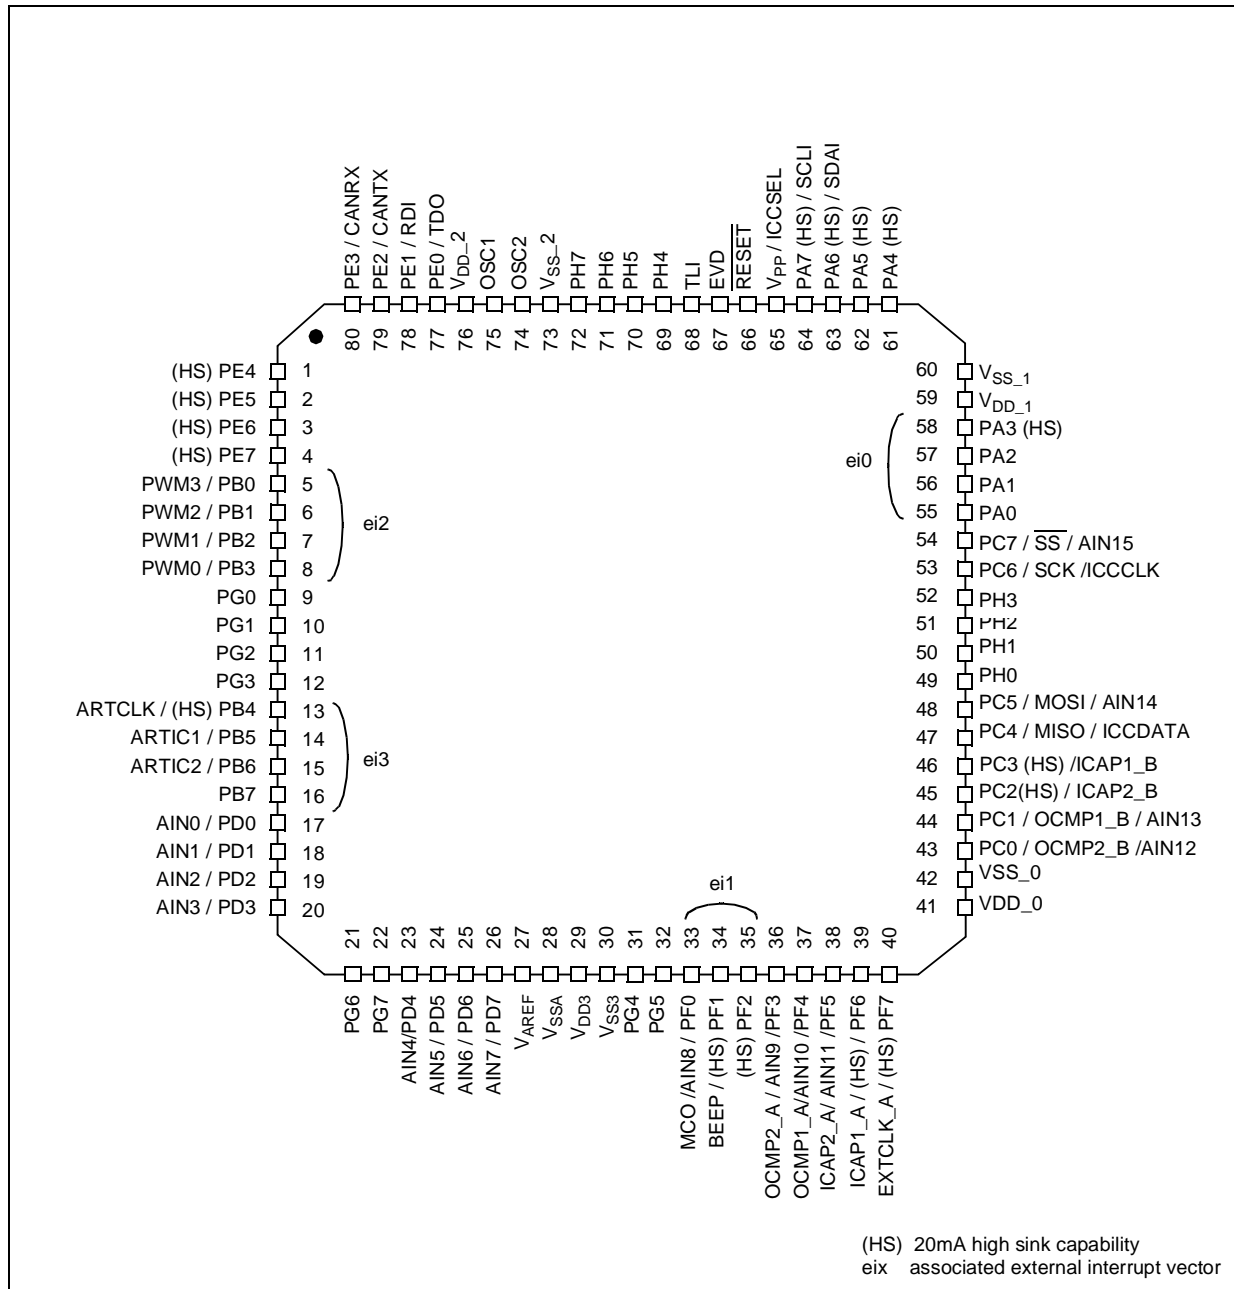 PE3 / CANRX
PE2 / CANTX
PE1 / RDI
PE0 / TDO
VDD_2
OSC1
OSC2
VSS_2
PH7
PH6
PH5
PH4
TLI
EVD
RESET
VPP / ICCSEL
PA7 (HS) / SCLI
PA6 (HS) / SDAI
PA5 (HS)
PA4 (HS)
80 79 78 77 76 75 74 73 72 71 70 69 68 67 66 65 64 63 62 61
(HS) PE4 1
(HS) PE5 2
(HS) PE6 3
(HS) PE7 4
PWM3 / PB0 5
PWM2 / PB1 6
PWM1 / PB2 7
PWM0 / PB3 8
ei2
PG0 9
PG1 10
PG2 11
PG3 12
ARTCLK / (HS) PB4 13
ARTIC1 / PB5 14
ARTIC2 / PB6 15
PB7 16
ei3
AIN0 / PD0 17
AIN1 / PD1 18
AIN2 / PD2 19
AIN3 / PD3 20
60 VSS_1
59 VDD_1
58 PA3 (HS)
57 PA2
56 PA1
55 PA0
ei0
54 PC7 / SS / AIN15
53 PC6 / SCK /ICCCLK
52 PH3
51 PH2
50 PH1
49 PH0
48 PC5 / MOSI / AIN14
47 PC4 / MISO / ICCDATA
46 PC3 (HS) /ICAP1_B
45 PC2(HS) / ICAP2_B
44 PC1 / OCMP1_B / AIN13
43 PC0 / OCMP2_B /AIN12
42 VSS_0
41 VDD_0
ei1
21 22 23 24 25 26 27 28 29 30 31 32 33 34 35 36 37 38 39 40
PG6
PG7
AIN4/PD4
AIN5 / PD5
AIN6 / PD6
AIN7 / PD7
VAREF
VSSA
VDD3
VSS3
PG4
PG5
MCO /AIN8 / PF0
BEEP / (HS) PF1
(HS) PF2
OCMP2_A / AIN9 /PF3
OCMP1_A/AIN10 /PF4
ICAP2_A/ AIN11 /PF5
ICAP1_A / (HS) / PF6
EXTCLK_A / (HS) PF7
(HS) 20mA high sink capability
eix associated external interrupt vector